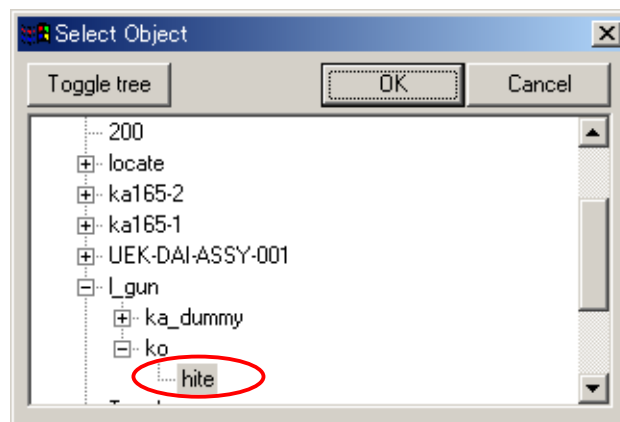 Select Object
Toggle tree OK Cancel
200
locate
ka165-2
ka165-1
UEK-DAI-ASSY-001
l_gun
ka_dummy
ko
hite